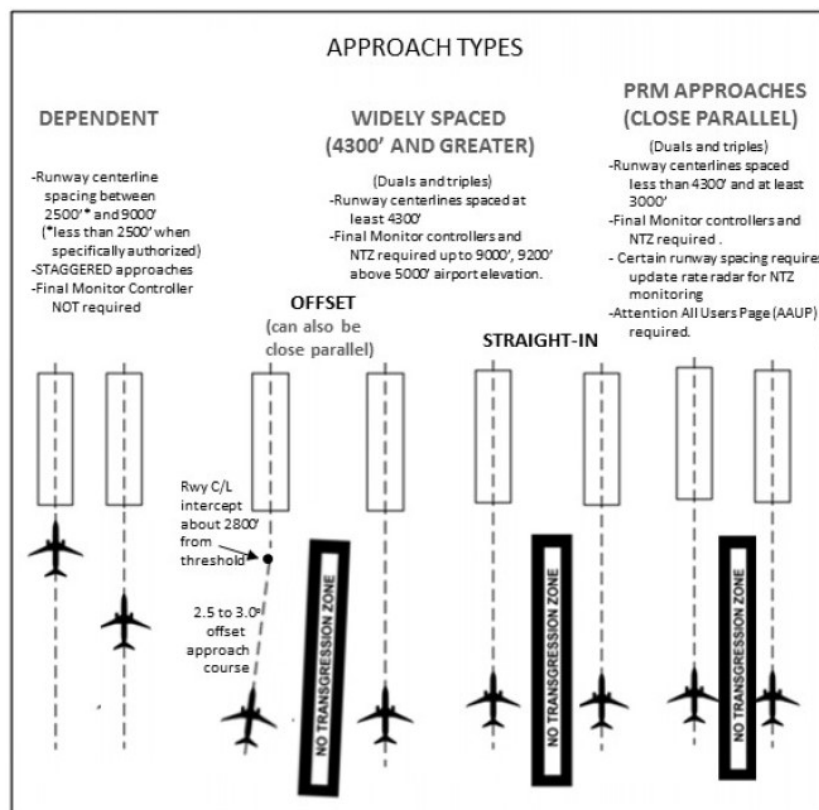 APPROACH TYPES
DEPENDENT
-Runway centerline
spacing between
2500'* and 9000'
(*less than 2500' when
specifically authorized)
-STAGGERED approaches
-Final Monitor Controller
NOT required
WIDELY SPACED
(4300' AND GREATER)
(Duals and triples)
-Runway centerlines spaced at
least 4300'
-Final Monitor controllers and
NTZ required up to 9000', 9200'
above 5000' airport elevation.
PRM APPROACHES
(CLOSE PARALLEL)
(Duals and triples)
-Runway centerlines spaced
less than 4300' and at least
3000'
-Final Monitor controllers and
NTZ required .
- Certain runway spacing requires
update rate radar for NTZ
monitoring
-Attention All Users Page (AAUP)
required.
OFFSET
(can also be
close parallel)
STRAIGHT-IN
Rwy C/L
intercept
about 2800'
from
threshold
2.5 to 3.0º
offset
approach
course
NO TRANSGRESSION ZONE
NO TRANSGRESSION ZONE
NO TRANSGRESSION ZONE